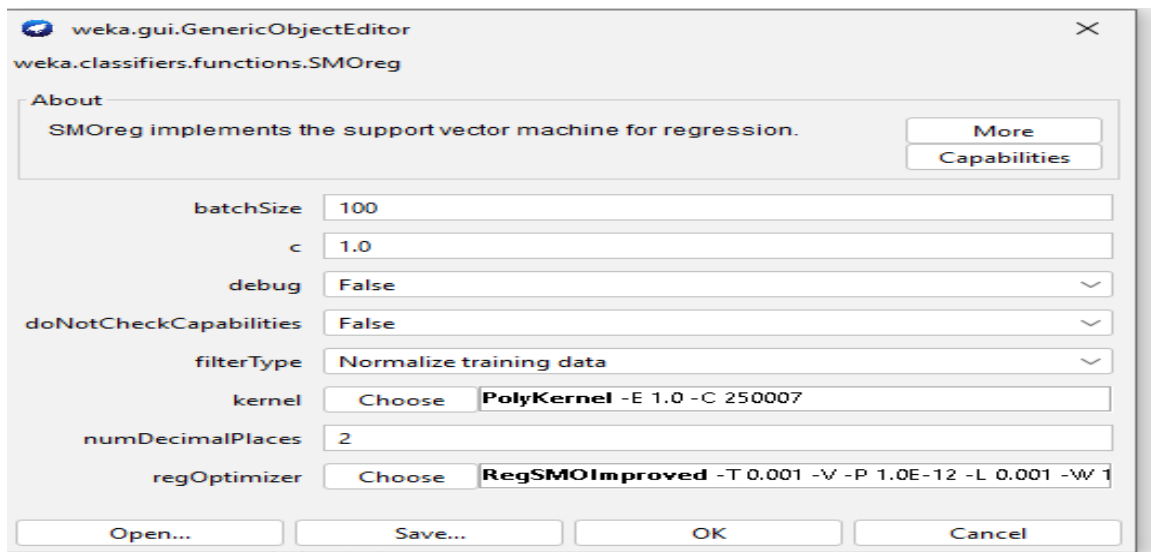 weka.gui.GenericObjectEditor
weka.classifiers.functions.SMOreg
About
SMOreg implements the support vector machine for regression.
More
Capabilities
batchSize 100
c 1.0
debug False
doNotCheckCapabilities False
filterType Normalize training data
kernel Choose PolyKernel -E 1.0 -C 250007
numDecimalPlaces 2
regOptimizer Choose RegSMOImproved -T 0.001 -V -P 1.0E-12 -L 0.001 -W 1
Open... Save... OK Cancel